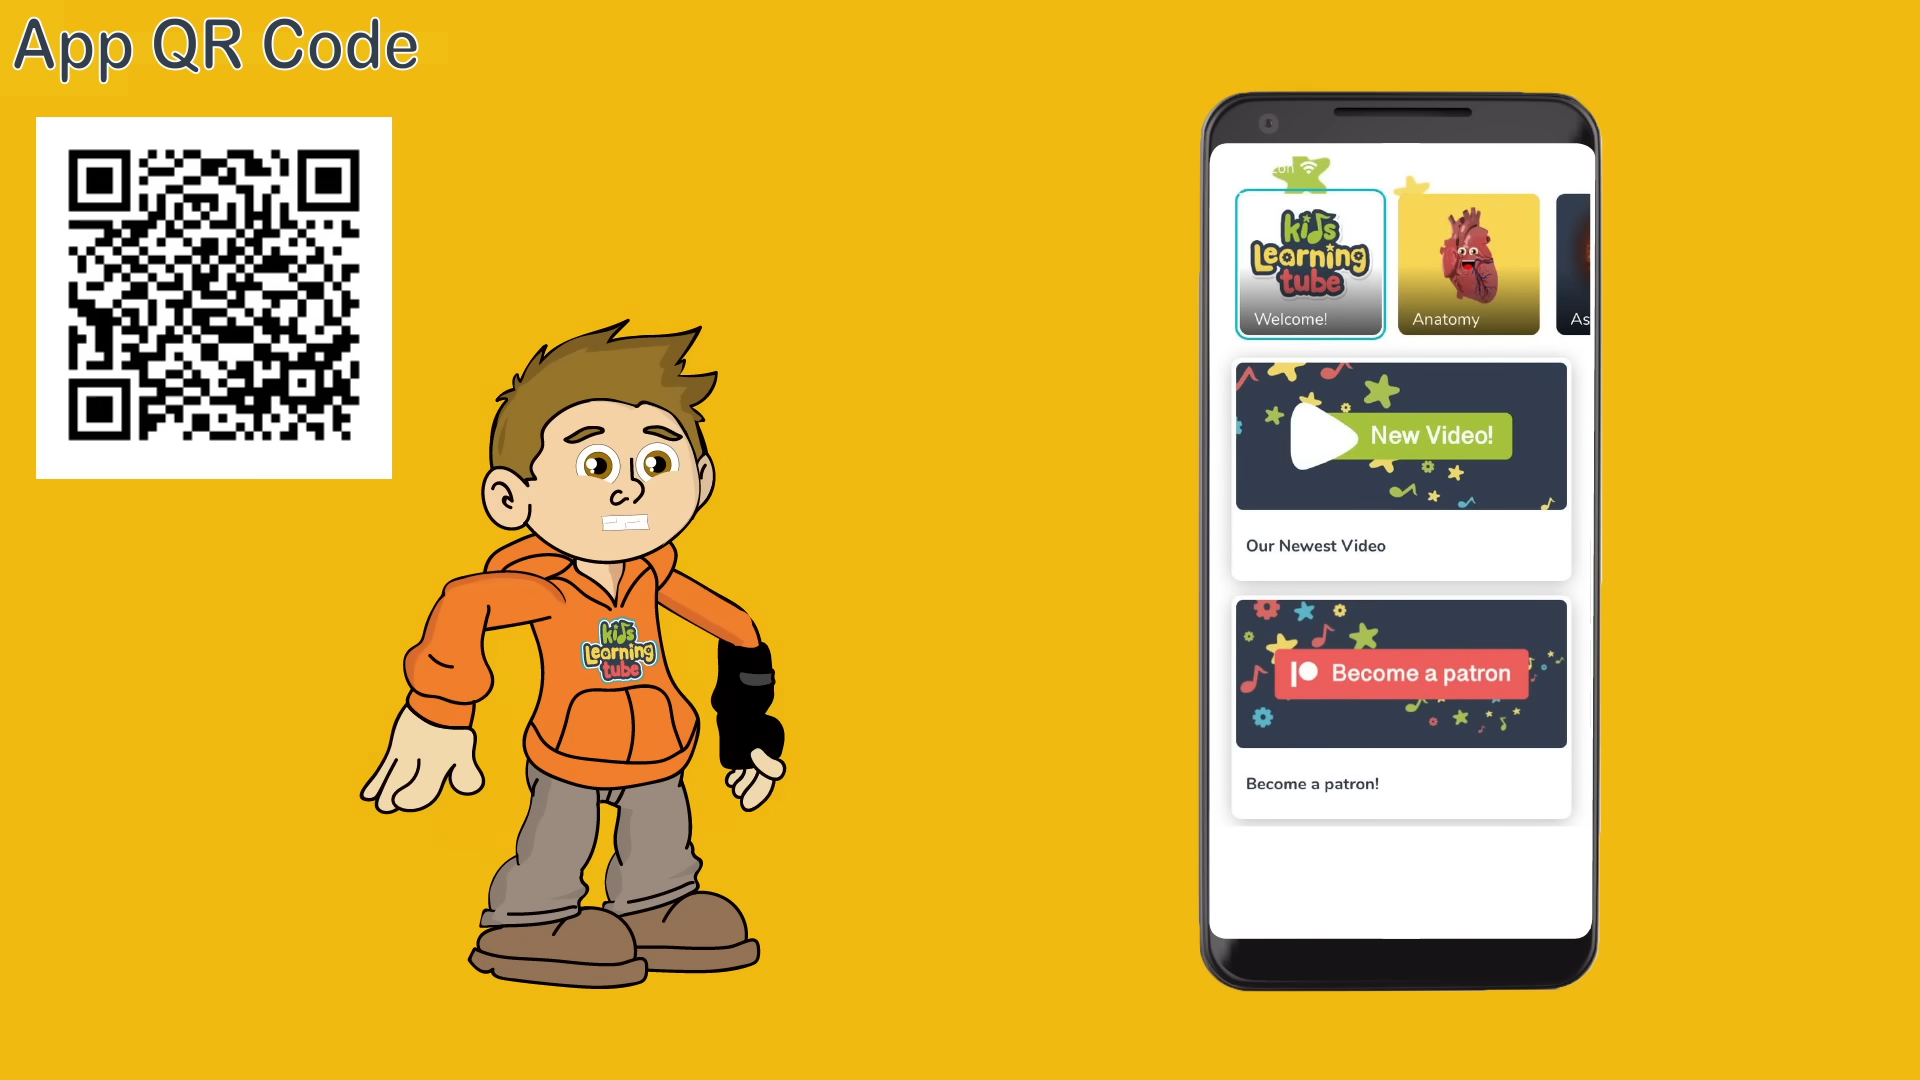 App QR Code
kids
Learning
tube
Welcome!
Anatomy
As
New Video!
Our Newest Video
Become a patron
Become a patron!
kids
Learning
tube